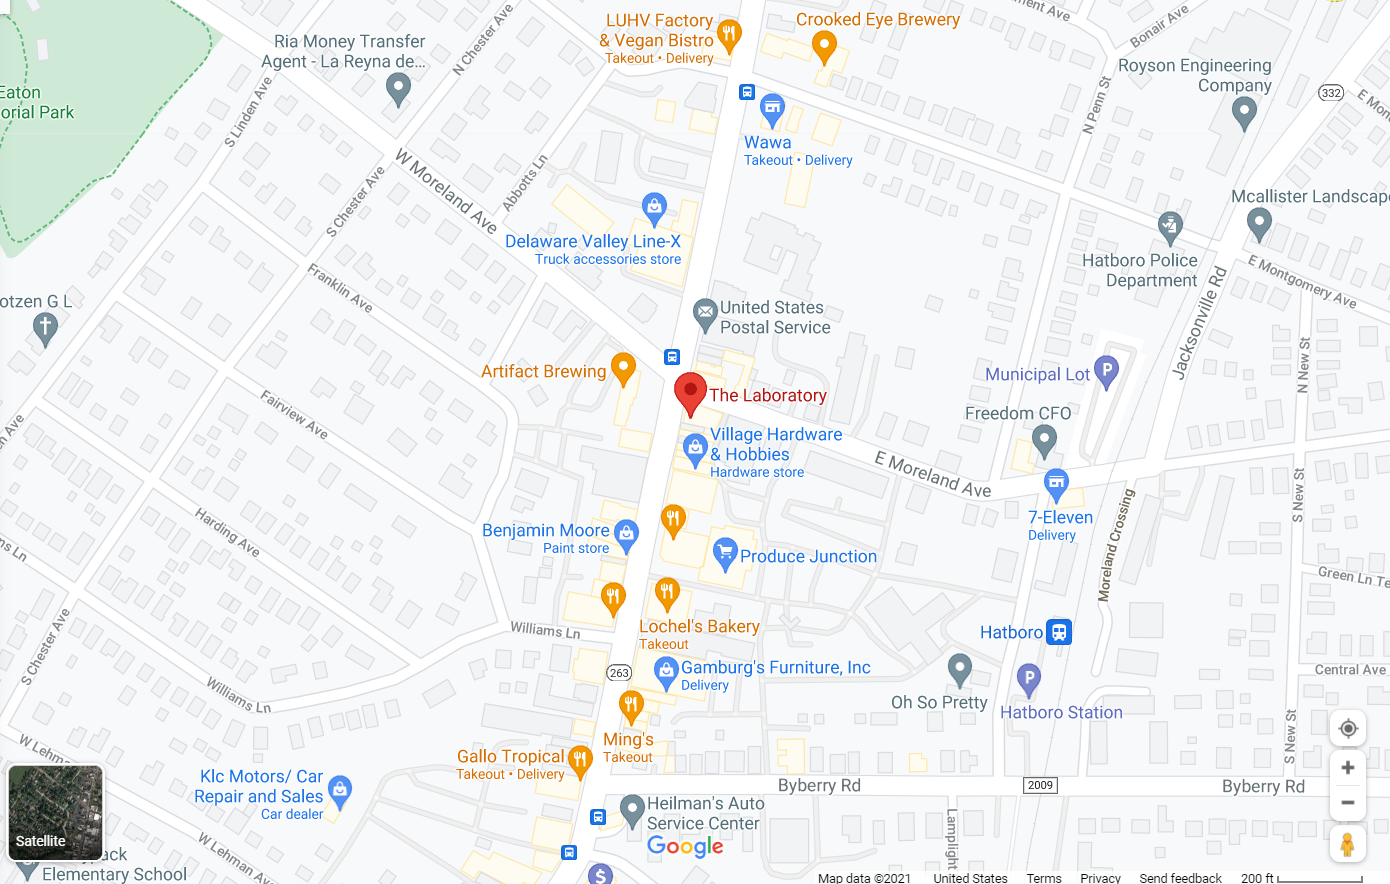 LUHV Factory
& Vegan Bistro
Takeout • Delivery
Crooked Eye Brewery
Bonair Ave
ment Ave
Ria Money Transfer
Agent - La Reyna de...
N Chester Ave
Royson Engineering
Company
332
Eaton
orial Park
S Linden Ave
N Penn St
E Mon
Wawa
Takeout • Delivery
W Moreland Ave
Abbotts Ln
S Chester Ave
Mcallister Landscape
Delaware Valley Line-X
Truck accessories store
Hatboro Police
Department
E Montgomery Ave
Franklin Ave
otzen G L
United States
Postal Service
Jacksonville Rd
N New St
Artifact Brewing
Municipal Lot
P
The Laboratory
Freedom CFO
Fairview Ave
en Ave
Village Hardware
& Hobbies
Hardware store
E Moreland Ave
S New St
Harding Ave
7-Eleven
Delivery
Moreland Crossing
Benjamin Moore
Paint store
Produce Junction
ms Ln
Green Ln Te
Lochel's Bakery
Takeout
Williams Ln
Hatboro
S Chester Ave
263
Gamburg's Furniture, Inc
Delivery
Central Ave
Oh So Pretty
P
Hatboro Station
Williams Ln
Ming's
Takeout
S New St
W Lehman
Gallo Tropical
Takeout • Delivery
Klc Motors/ Car
Repair and Sales
Car dealer
Byberry Rd
2009
Byberry Rd
Heilman's Auto
Service Center
Lamplight
Satellite
W Lehman Ave
Google
$
pack
Elementary School
Map data ©2021 United States Terms Privacy Send feedback 200 ft